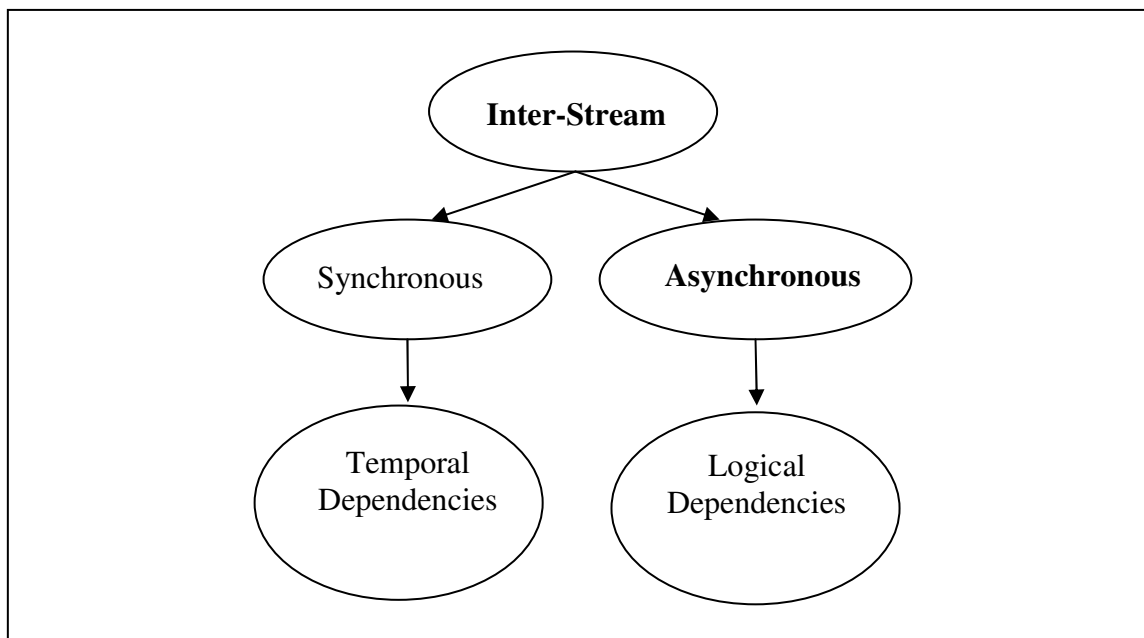 Inter-Stream
Synchronous
Asynchronous
Temporal
Dependencies
Logical
Dependencies